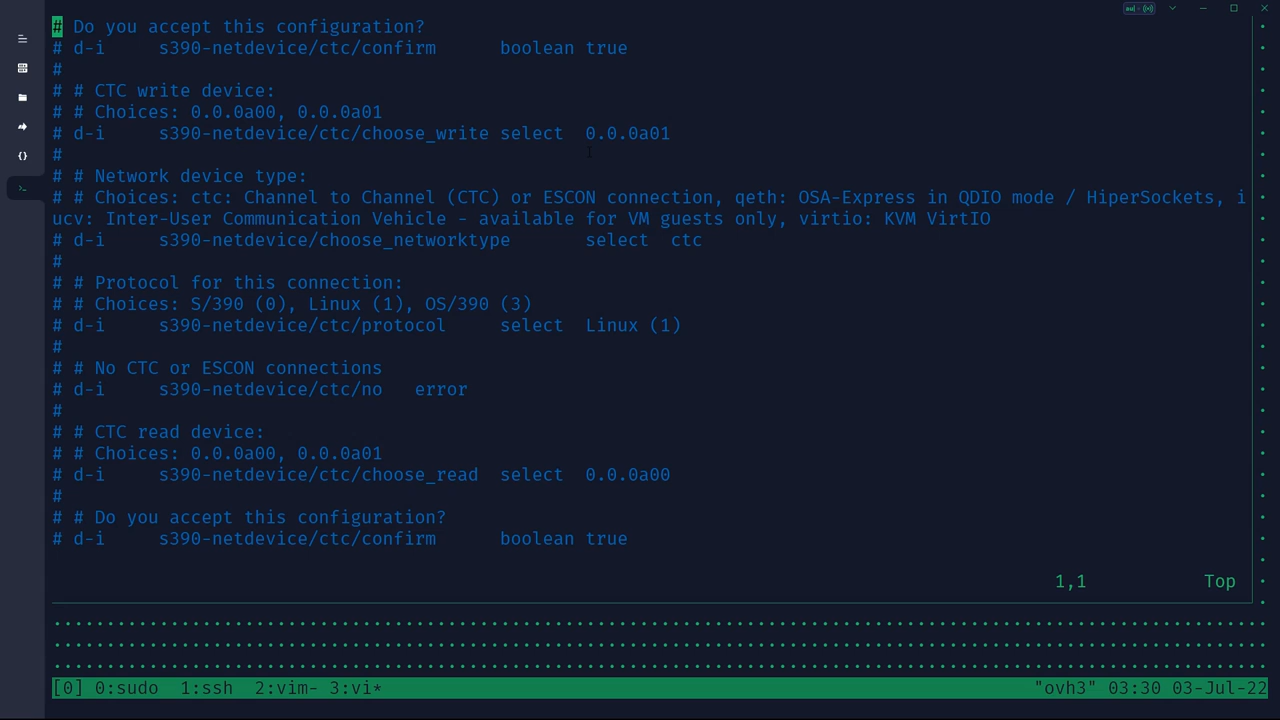 # Do you accept this configuration?
# d-i     s390-netdevice/ctc/confirm      boolean true
#
# # CTC write device:
# # Choices: 0.0.0a00, 0.0.0a01
# d-i     s390-netdevice/ctc/choose_write select  0.0.0a01
#
# # Network device type:
# # Choices: ctc: Channel to Channel (CTC) or ESCON connection, qeth: OSA-Express in QDIO mode / HiperSockets, i
ucv: Inter-User Communication Vehicle - available for VM guests only, virtio: KVM VirtIO
# d-i     s390-netdevice/choose_networktype       select  ctc
#
# # Protocol for this connection:
# # Choices: S/390 (0), Linux (1), OS/390 (3)
# d-i     s390-netdevice/ctc/protocol     select  Linux (1)
#
# # No CTC or ESCON connections
# d-i     s390-netdevice/ctc/no   error
#
# # CTC read device:
# # Choices: 0.0.0a00, 0.0.0a01
# d-i     s390-netdevice/ctc/choose_read  select  0.0.0a00
#
# # Do you accept this configuration?
# d-i     s390-netdevice/ctc/confirm      boolean true
1,1           Top
[0] 0:sudo  1:ssh  2:vim- 3:vi*     "ovh3" 03:30 03-Jul-22